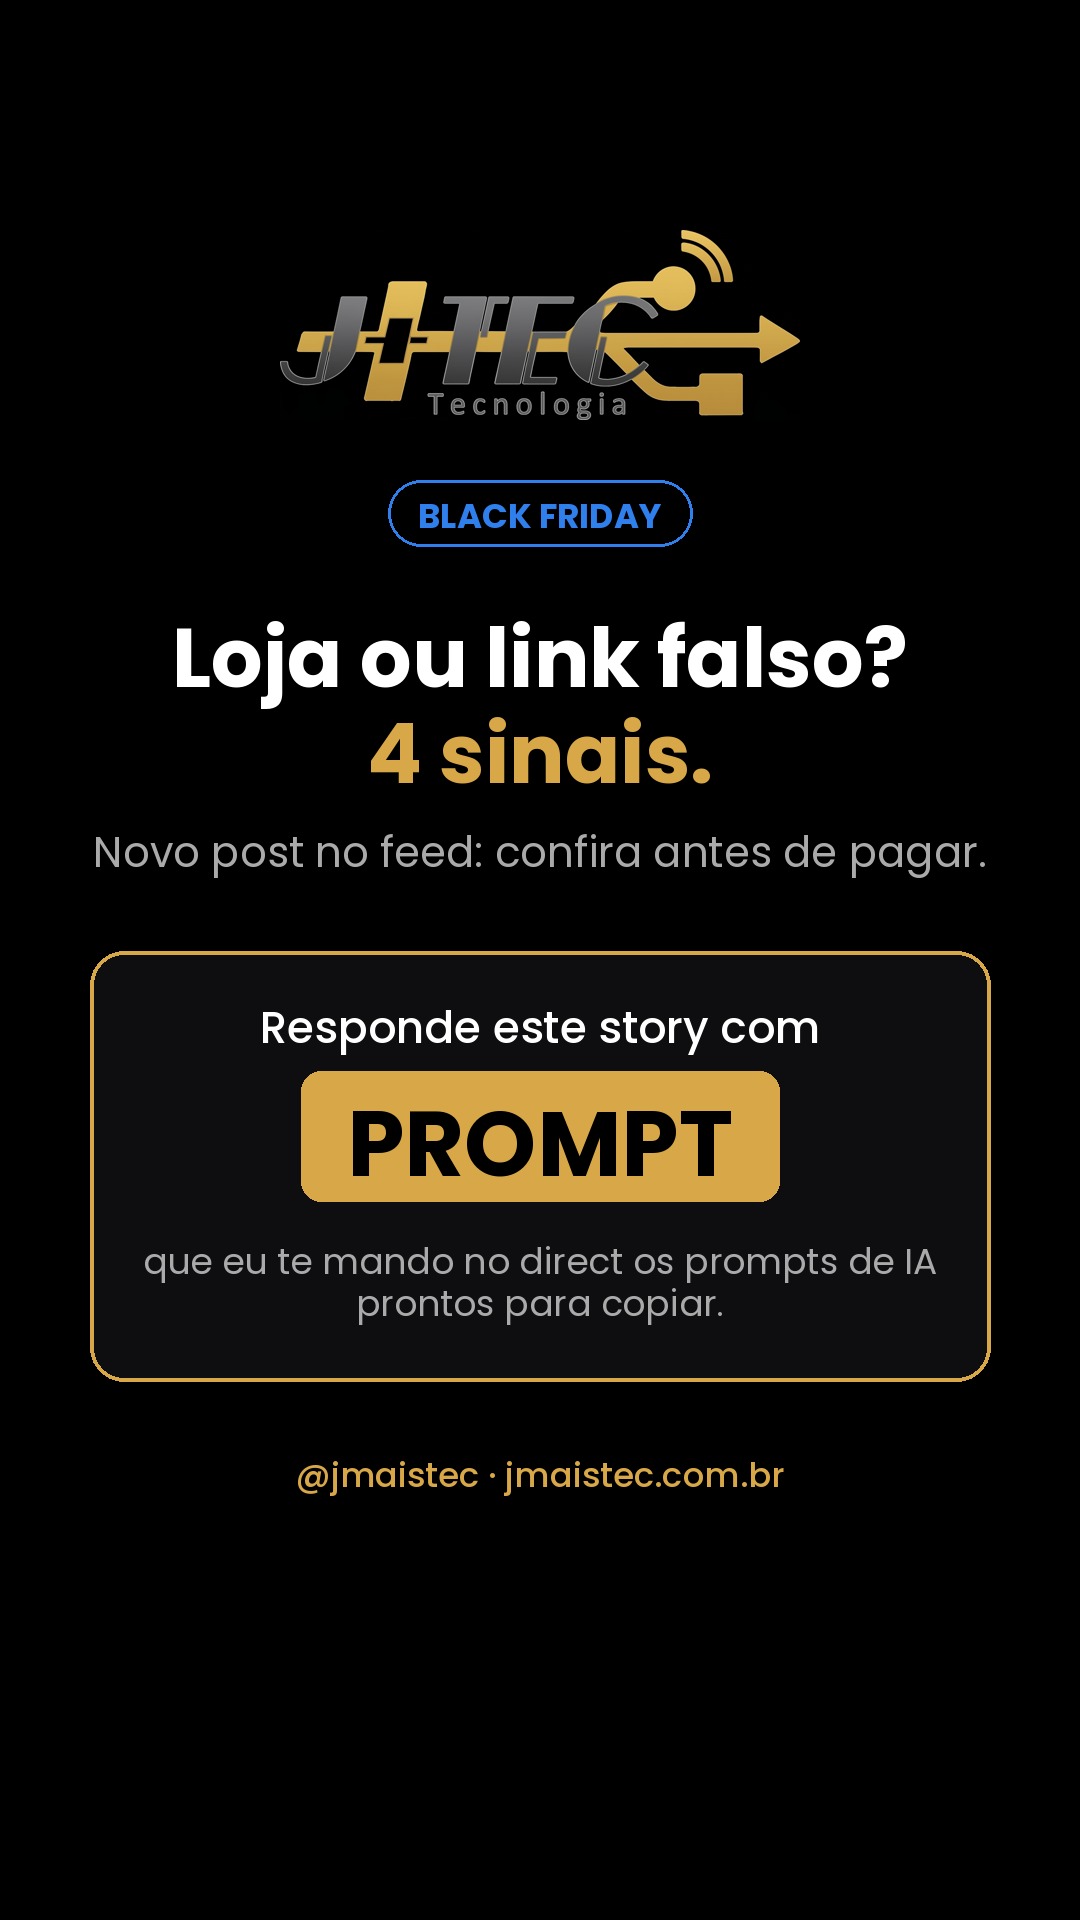 J+TEC
Tecnologia
BLACK FRIDAY
Loja ou link falso?
4 sinais.
Novo post no feed: confira antes de pagar.
Responde este story com
PROMPT
que eu te mando no direct os prompts de IA
prontos para copiar.
@jmaistec · jmaistec.com.br